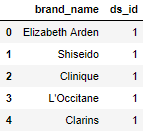 brand_name ds_id
0 Elizabeth Arden 1
1 Shiseido 1
2 Clinique 1
3 L'Occitane 1
4 Clarins 1